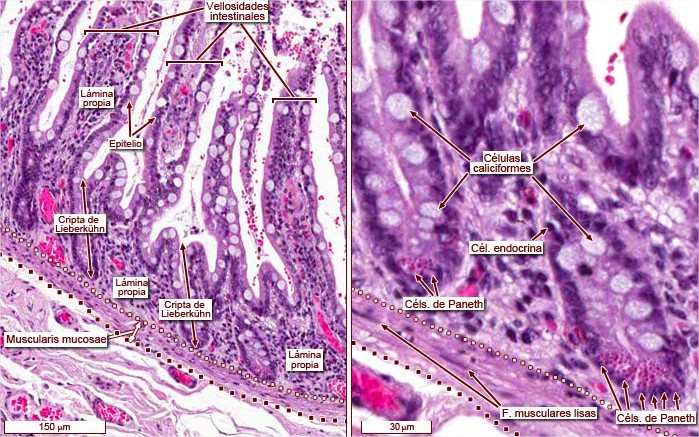 Vellosidades
intestinales
Lámina
propia
Epitelio
Cripta de
Lieberkühn
Lámina
propia
Cripta de
Lieberkühn
Muscularis mucosae
Lámina
propia
150 µm
Células
caliciformes
Cél. endocrina
Céls. de Paneth
F. musculares lisas
Céls. de Paneth
30 µm